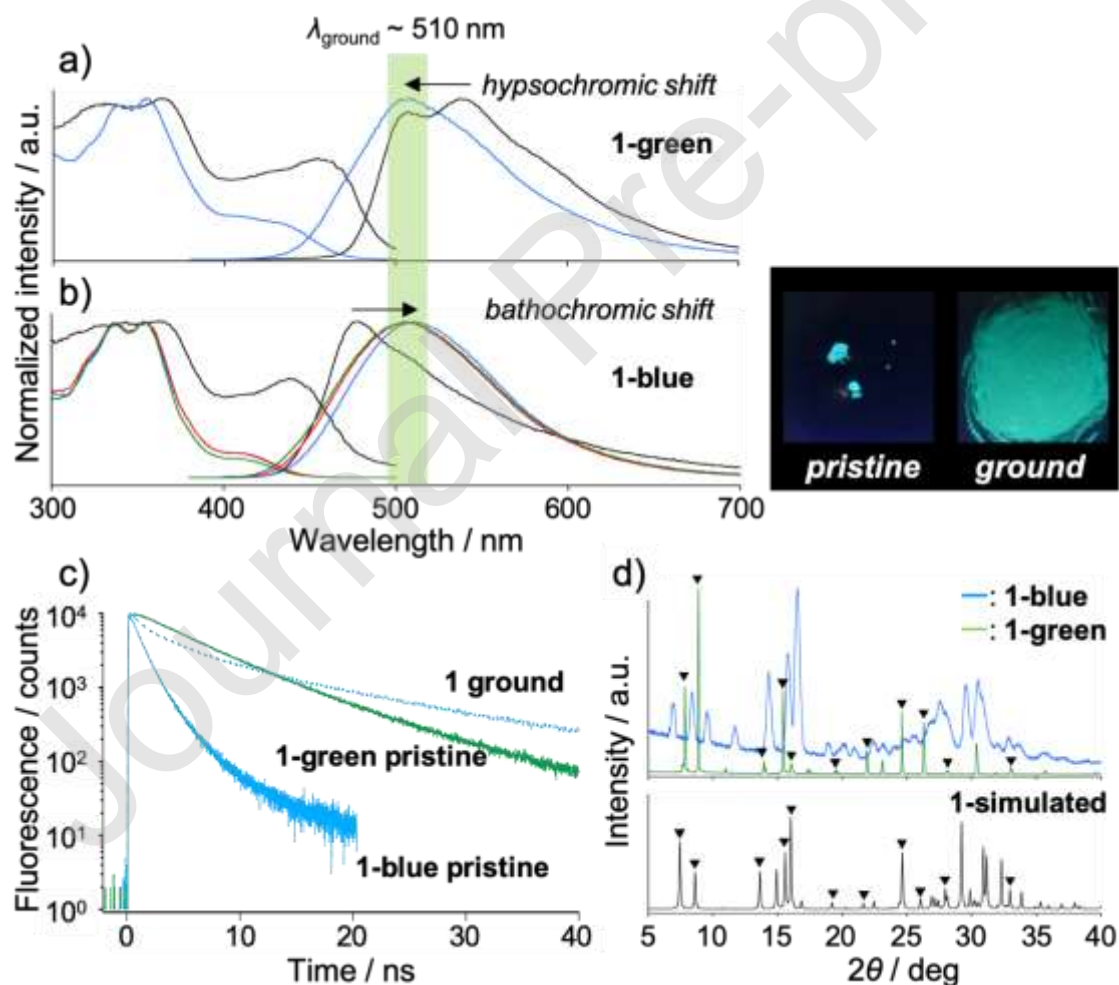 λground ~ 510 nm
a)
hypsochromic shift
1-green
b)
bathochromic shift
1-blue
Normalized intensity / a.u.
300 400 500 600 700
Wavelength / nm
pristine ground
c)
10⁴
10³
10²
10¹
10⁰
Fluorescence / counts
1 ground
1-green pristine
1-blue pristine
0 10 20 30 40
Time / ns
d)
: 1-blue
: 1-green
1-simulated
Intensity / a.u.
5 10 15 20 25 30 35 40
2θ / deg
Journal Pre-p